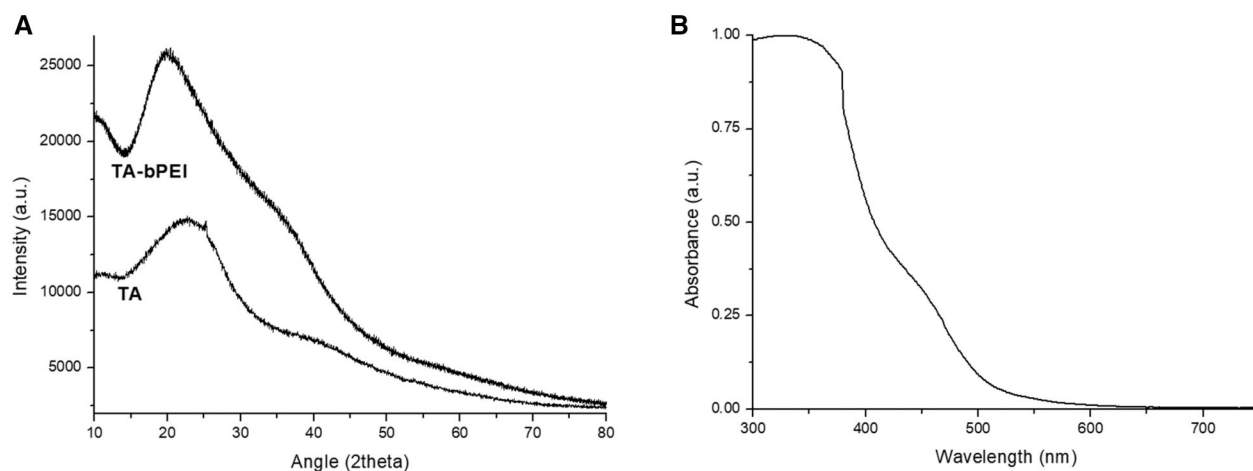 A
25000
20000
15000
10000
5000
Intensity (a.u.)
TA-bPEI
TA
10 20 30 40 50 60 70 80
Angle (2theta)
B
1.00
0.75
0.50
0.25
0.00
Absorbance (a.u.)
300 400 500 600 700
Wavelength (nm)